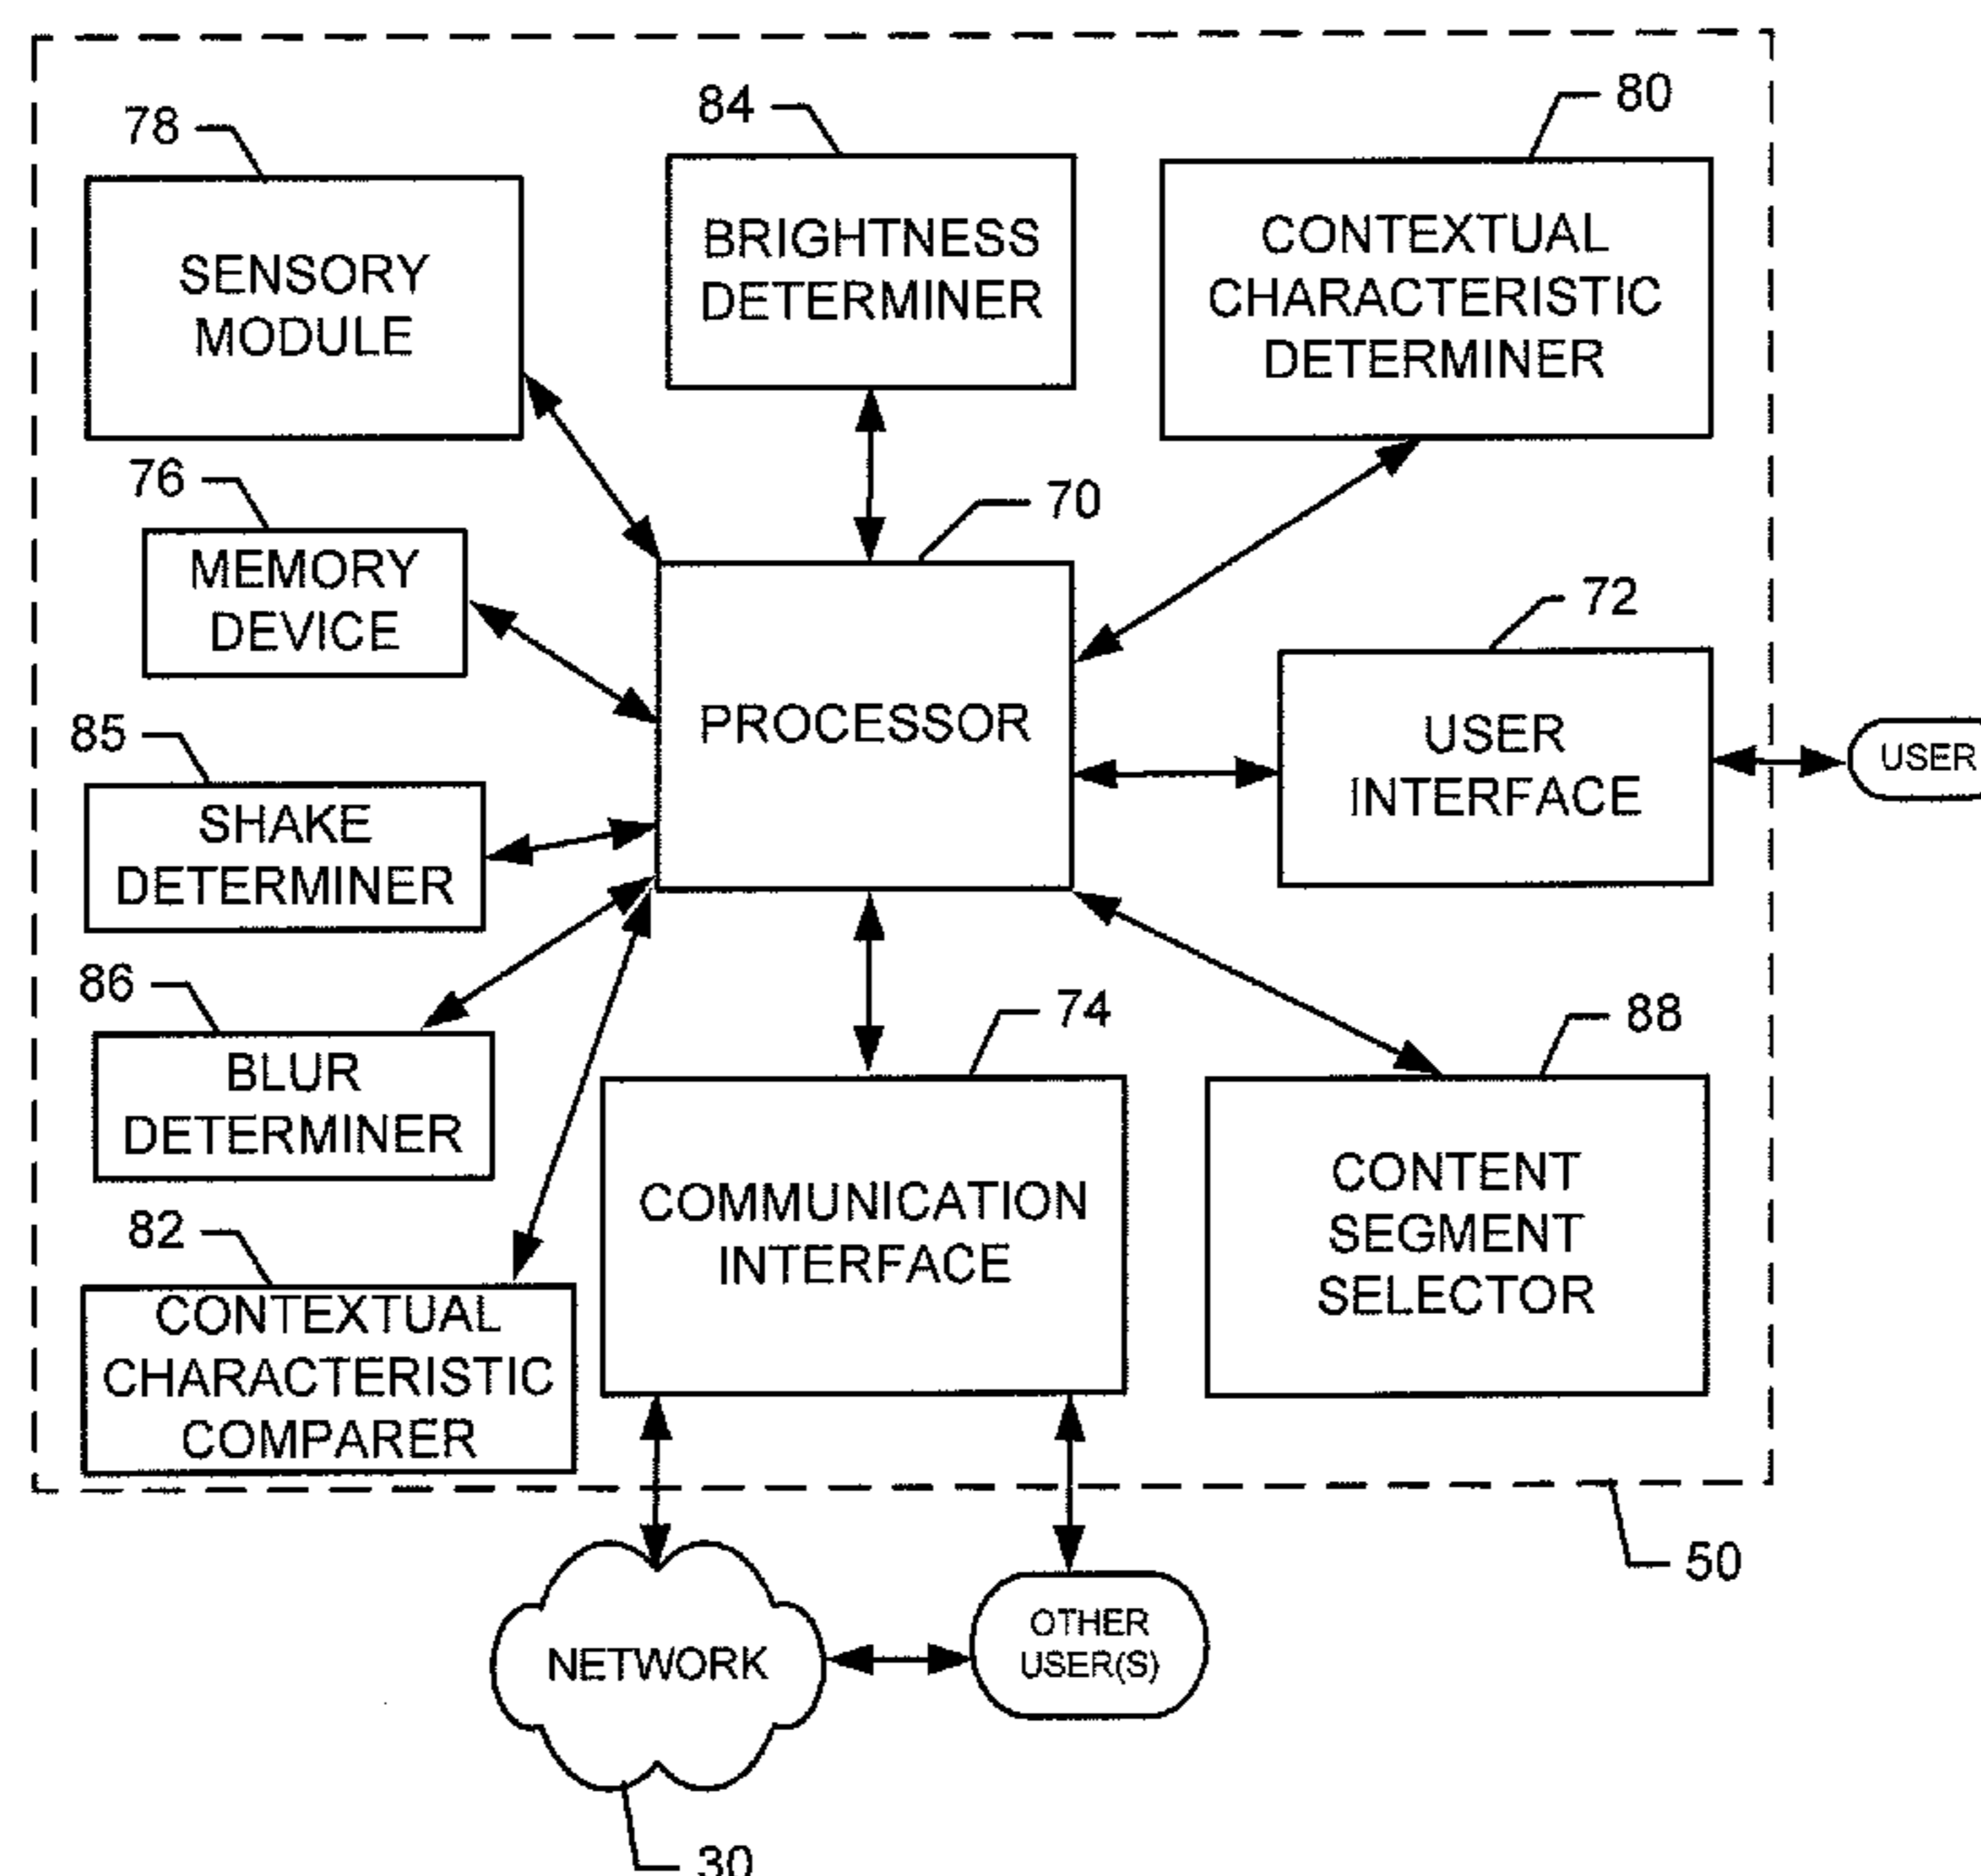 84
80
78
BRIGHTNESS
DETERMINER
CONTEXTUAL
CHARACTERISTIC
DETERMINER
SENSORY
MODULE
76
70
MEMORY
DEVICE
72
PROCESSOR
USER
INTERFACE
USER
85
SHAKE
DETERMINER
86
74
88
BLUR
DETERMINER
COMMUNICATION
INTERFACE
CONTENT
SEGMENT
SELECTOR
82
CONTEXTUAL
CHARACTERISTIC
COMPARER
50
NETWORK
OTHER
USER(S)
30